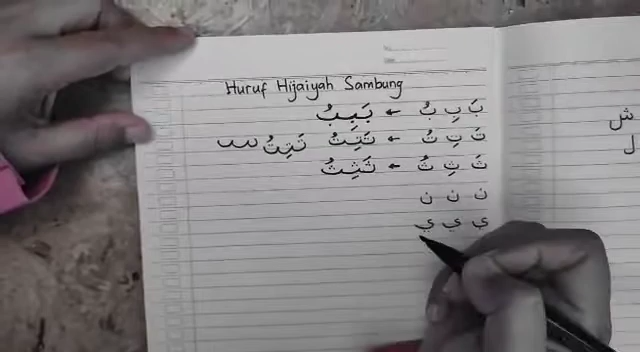 Huruf Hijaiyah Sambung
بَ بِ بُ ← بَبِبُ
تَ تِ تُ ← تَتِتُ تَتِتُ
ثَ ثِ ثُ ← ثَثِثُ
ن ن ن
ي ي ي
ش
ل